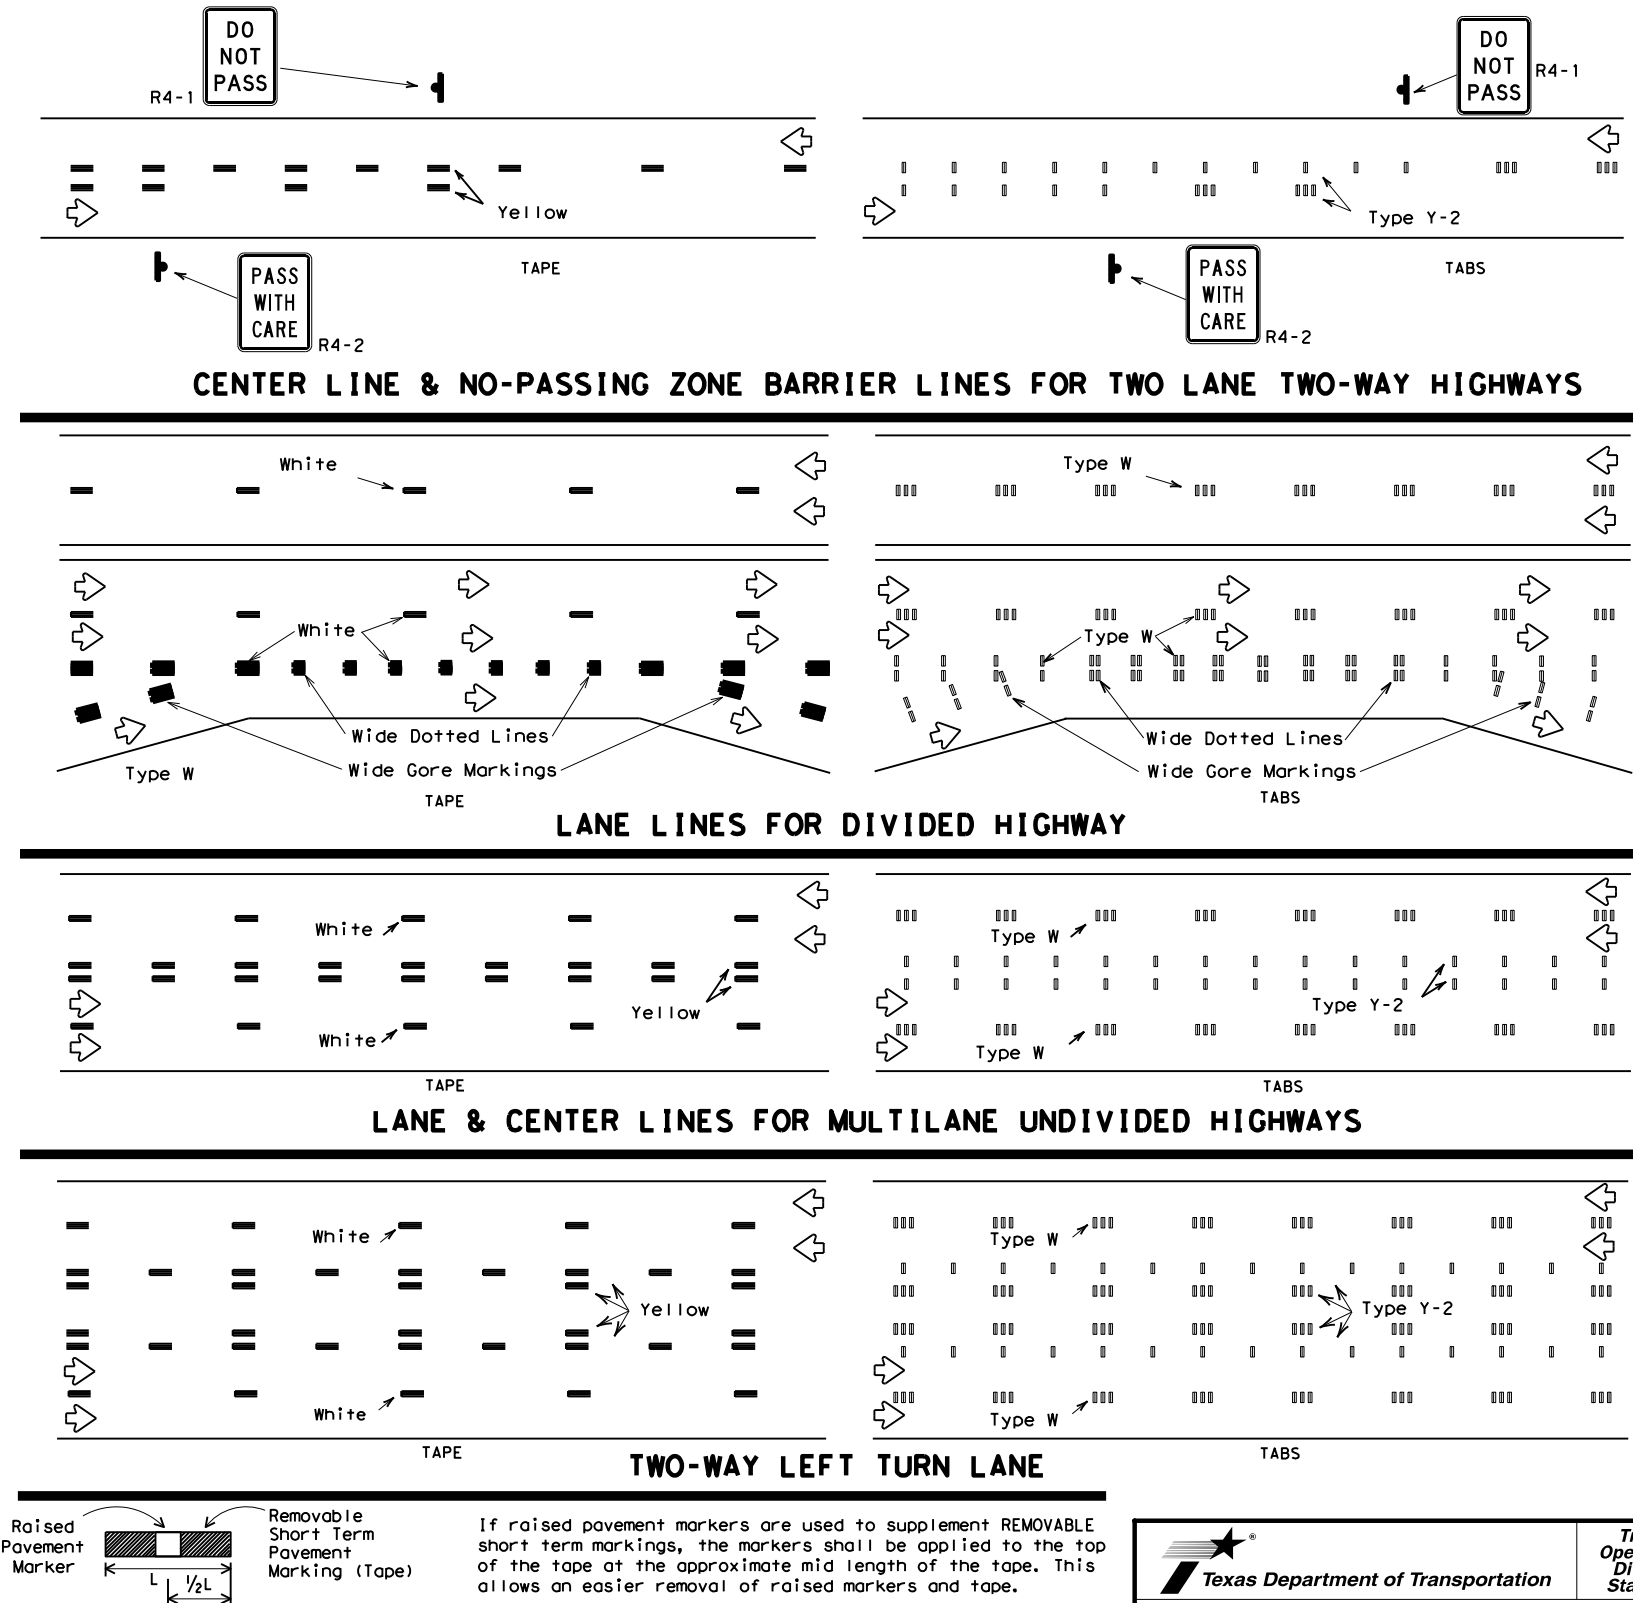 DO
NOT
PASS
R4-1
DO
NOT
PASS
R4-1
Yellow
Type Y-2
TAPE
TABS
PASS
WITH
CARE
R4-2
PASS
WITH
CARE
R4-2
CENTER LINE & NO-PASSING ZONE BARRIER LINES FOR TWO LANE TWO-WAY HIGHWAYS
White
Type W
White
Type W
Wide Dotted Lines
Wide Dotted Lines
Type W
Wide Gore Markings
Wide Gore Markings
TAPE
TABS
LANE LINES FOR DIVIDED HIGHWAY
White
Type W
Yellow
Type Y-2
White
Type W
TAPE
TABS
LANE & CENTER LINES FOR MULTILANE UNDIVIDED HIGHWAYS
White
Type W
Yellow
Type Y-2
White
Type W
TAPE
TABS
TWO-WAY LEFT TURN LANE
Raised
Pavement
Marker
Removable
Short Term
Pavement
Marking (Tape)
L
½L
If raised pavement markers are used to supplement REMOVABLE
short term markings, the markers shall be applied to the top
of the tape at the approximate mid length of the tape. This
allows an easier removal of raised markers and tape.
®
Texas Department of Transportation